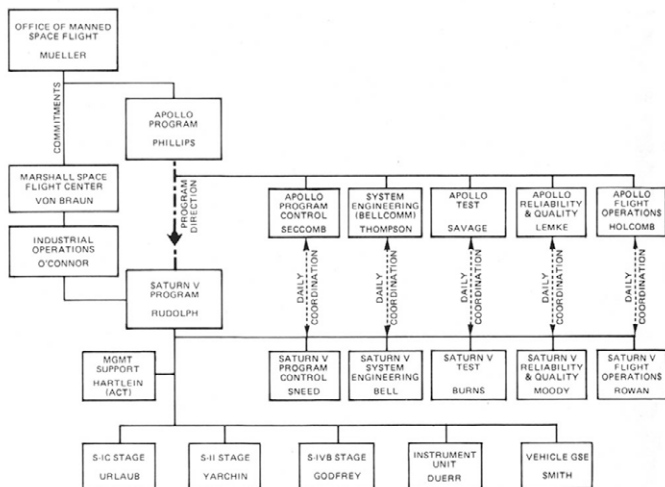 OFFICE OF MANNED
SPACE FLIGHT
MUELLER
COMMITMENTS
APOLLO
PROGRAM
PHILLIPS
MARSHALL SPACE
FLIGHT CENTER
VON BRAUN
PROGRAM
DIRECTION
INDUSTRIAL
OPERATIONS
O'CONNOR
APOLLO
PROGRAM CONTROL
SECCOMB
SYSTEM
ENGINEERING
(BELLCOMM)
THOMPSON
APOLLO
TEST
SAVAGE
APOLLO
RELIABILITY
& QUALITY
LEMKE
APOLLO FLIGHT
OPERATIONS
HOLCOMB
SATURN V
PROGRAM
RUDOLPH
DAILY
COORDINATION
DAILY
COORDINATION
DAILY
COORDINATION
DAILY
COORDINATION
DAILY
COORDINATION
MGMT
SUPPORT
HARTLEIN
(ACT)
SATURN V
PROGRAM
CONTROL
SNEED
SATURN V
SYSTEM
ENGINEERING
BELL
SATURN V
TEST
BURNS
SATURN V
RELIABILITY
& QUALITY
MOODY
SATURN V
FLIGHT
OPERATIONS
ROWAN
S-IC STAGE
URLAUB
S-II STAGE
YARCHIN
S-IVB STAGE
GODFREY
INSTRUMENT
UNIT
DUERR
VEHICLE GSE
SMITH